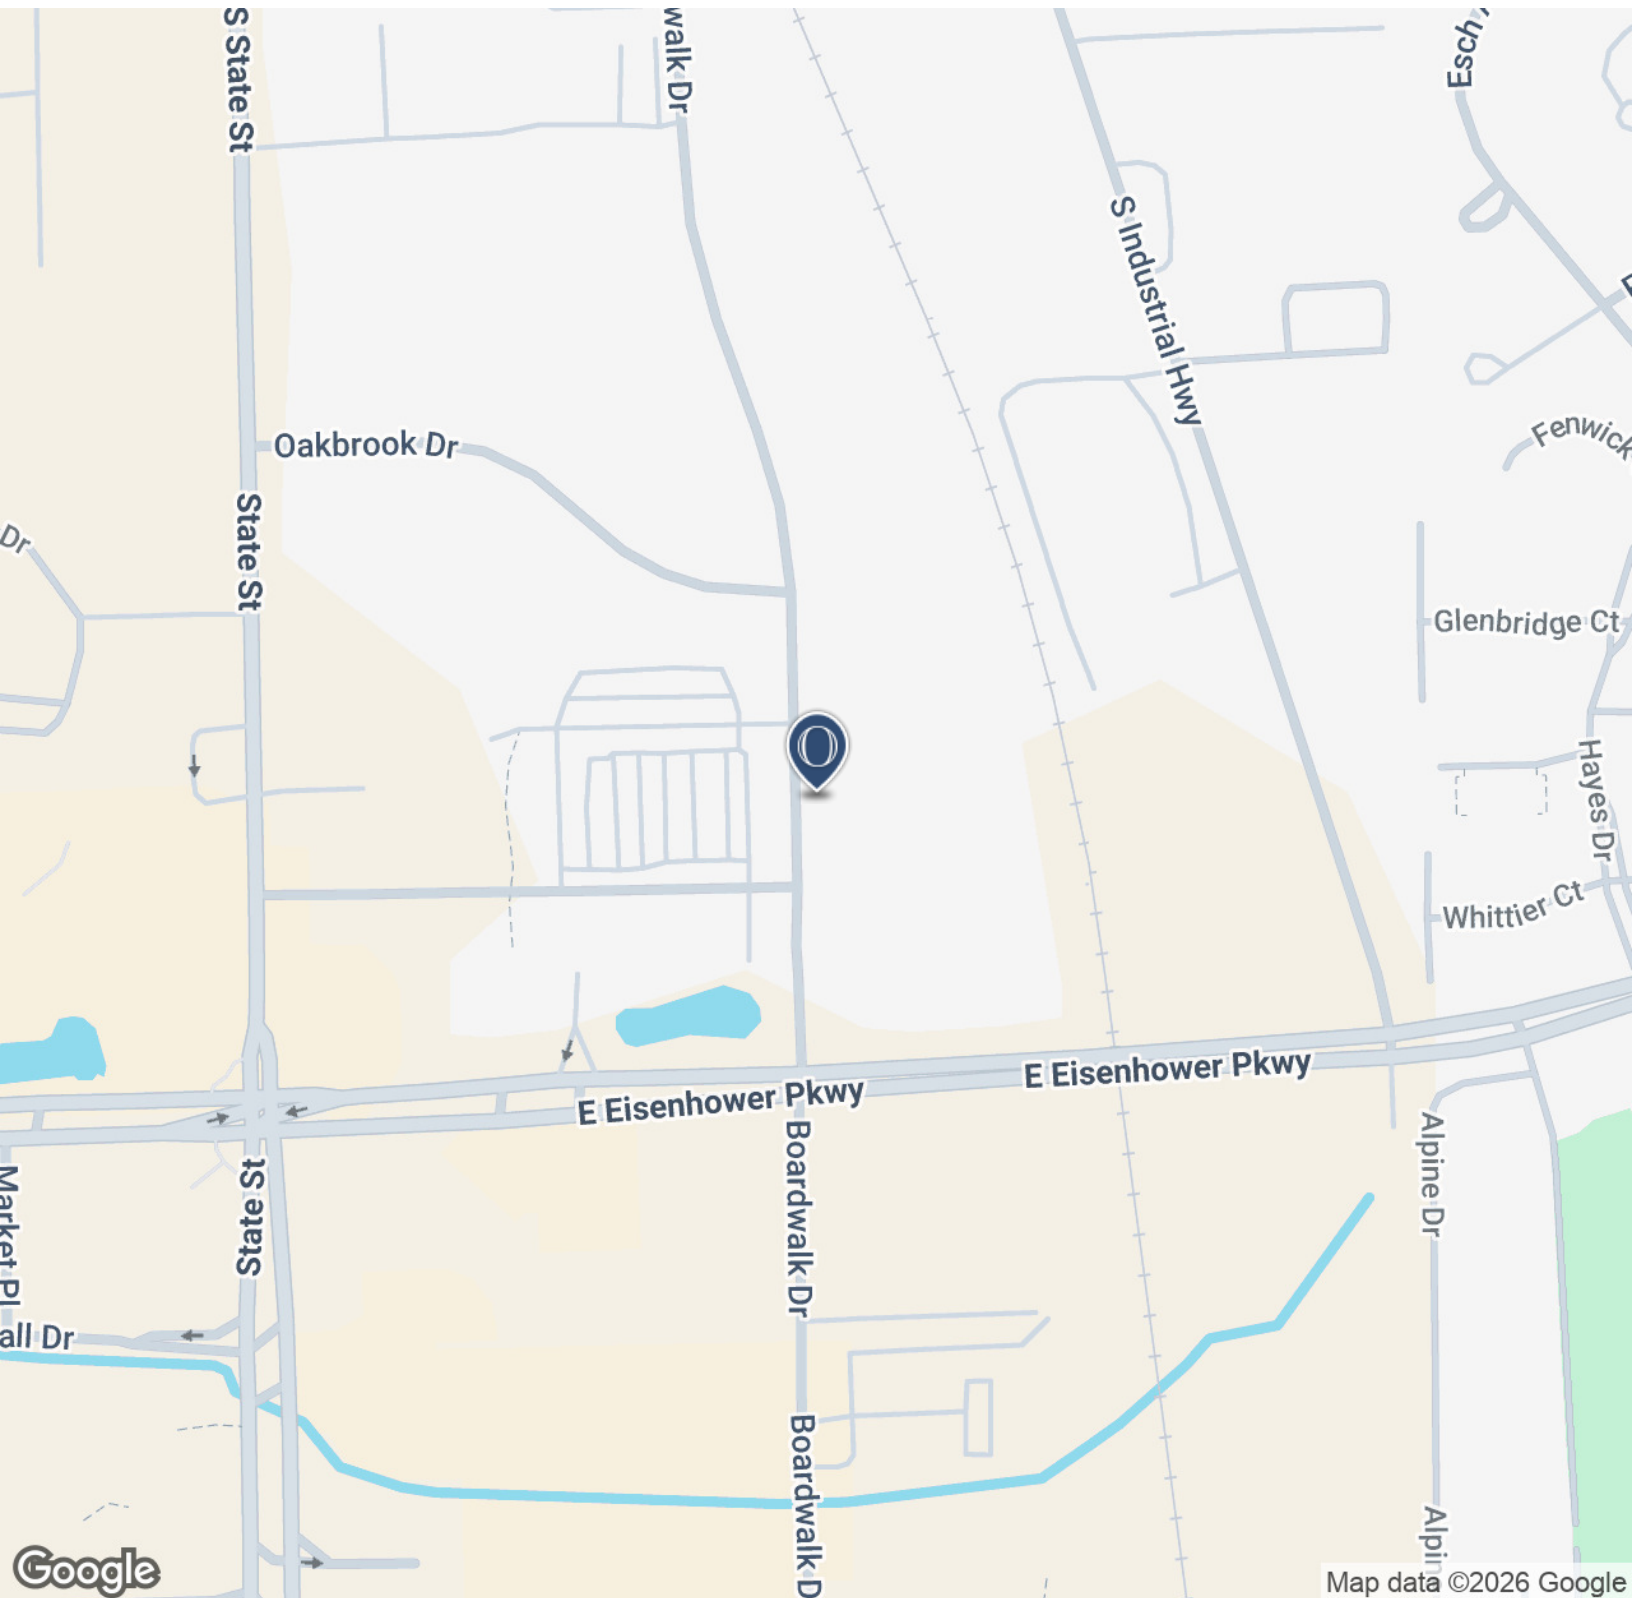 S State St
walk Dr
Esch
S Industrial Hwy
Oakbrook Dr
Fenwick
State St
Dr
Glenbridge Ct
Hayes Dr
Whittier Ct
E Eisenhower Pkwy
E Eisenhower Pkwy
Boardwalk Dr
Alpine Dr
State St
Market Pl
all Dr
Boardwalk D
Alpin
Google
Map data ©2026 Google